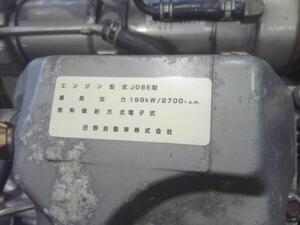 エンジン型式J08E型
最高出力199kW/2700r.p.m.
燃料噴射方式電子式
日野自動車株式会社